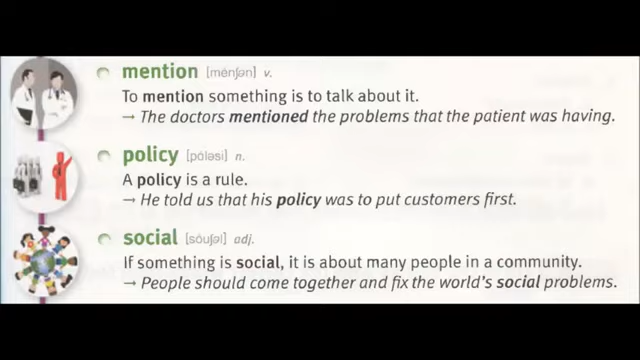 mention [ménʃən] v.
To mention something is to talk about it.
→ The doctors mentioned the problems that the patient was having.
policy [pάləsi] n.
A policy is a rule.
→ He told us that his policy was to put customers first.
social [sóuʃəl] adj.
If something is social, it is about many people in a community.
→ People should come together and fix the world's social problems.